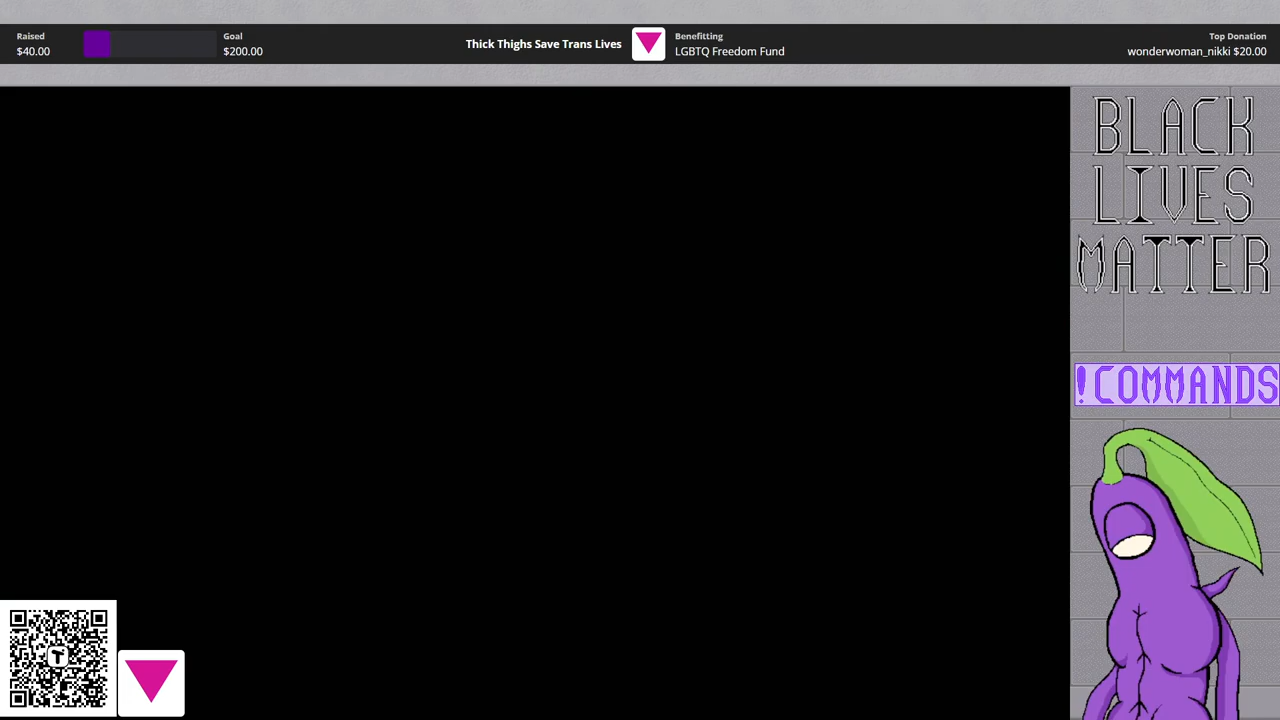 Raised
$40.00
Goal
$200.00
Thick Thighs Save Trans Lives
Benefitting
LGBTQ Freedom Fund
Top Donation
wonderwoman_nikki $20.00
BLACK
LIVES
MATTER
!COMMANDS
T